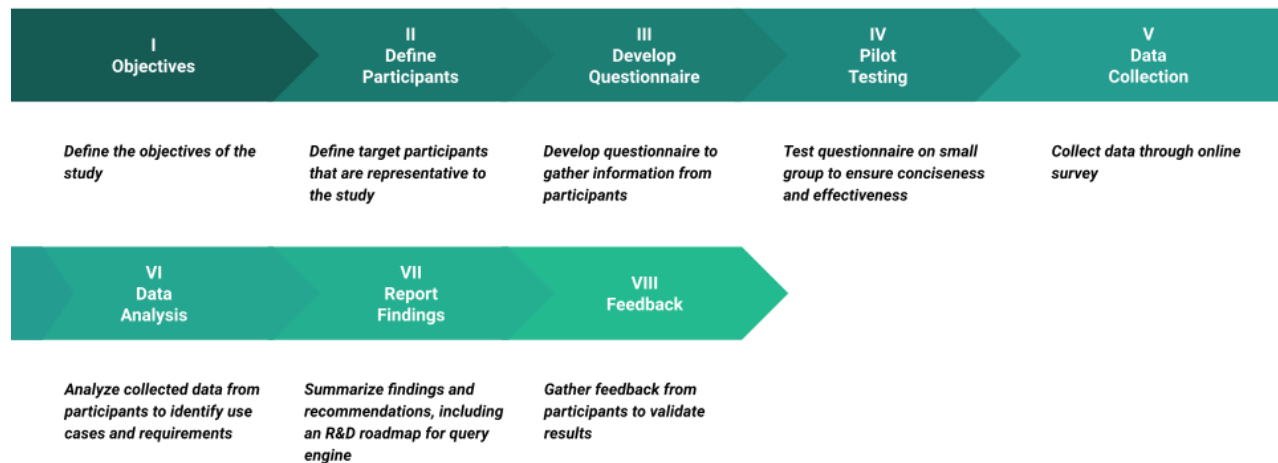 I
Objectives
II
Define
Participants
III
Develop
Questionnaire
IV
Pilot
Testing
V
Data
Collection
Define the objectives of the
study
Define target participants
that are representative to
the study
Develop questionnaire to
gather information from
participants
Test questionnaire on small
group to ensure conciseness
and effectiveness
Collect data through online
survey
VI
Data
Analysis
VII
Report
Findings
VIII
Feedback
Analyze collected data from
participants to identify use
cases and requirements
Summarize findings and
recommendations, including
an R&D roadmap for query
engine
Gather feedback from
participants to validate
results